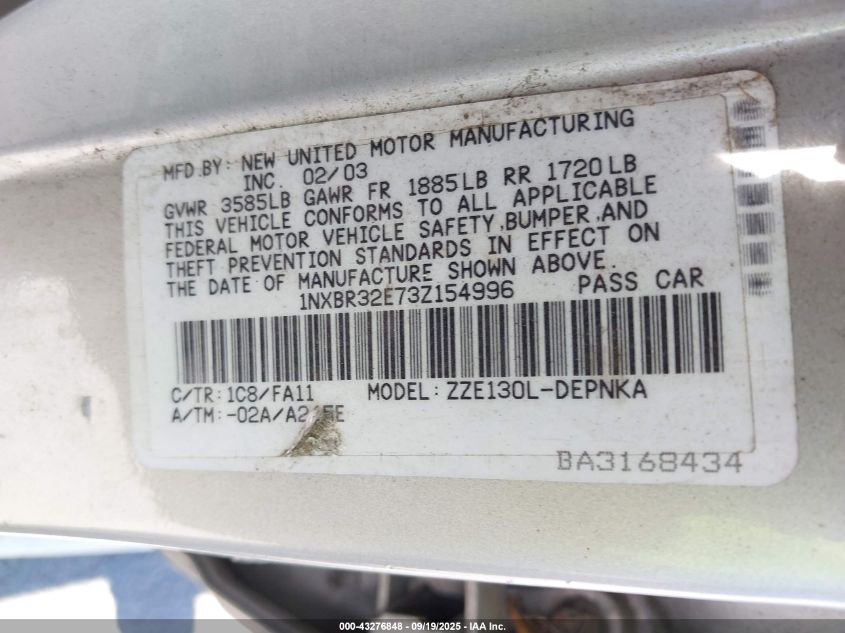 MFD.BY: NEW UNITED MOTOR MANUFACTURING
INC. 02/03
GVWR 3585LB GAWR FR 1885LB RR 1720LB
THIS VEHICLE CONFORMS TO ALL APPLICABLE
FEDERAL MOTOR VEHICLE SAFETY,BUMPER,AND
THEFT PREVENTION STANDARDS IN EFFECT ON
THE DATE OF MANUFACTURE SHOWN ABOVE.
1NXBR32E73Z154996 PASS CAR
C/TR:1C8/FA11 MODEL:ZZE130L-DEPNKA
A/TM:-02A/
BA3168434
000-43276848 - 09/19/2025 - IAA Inc.